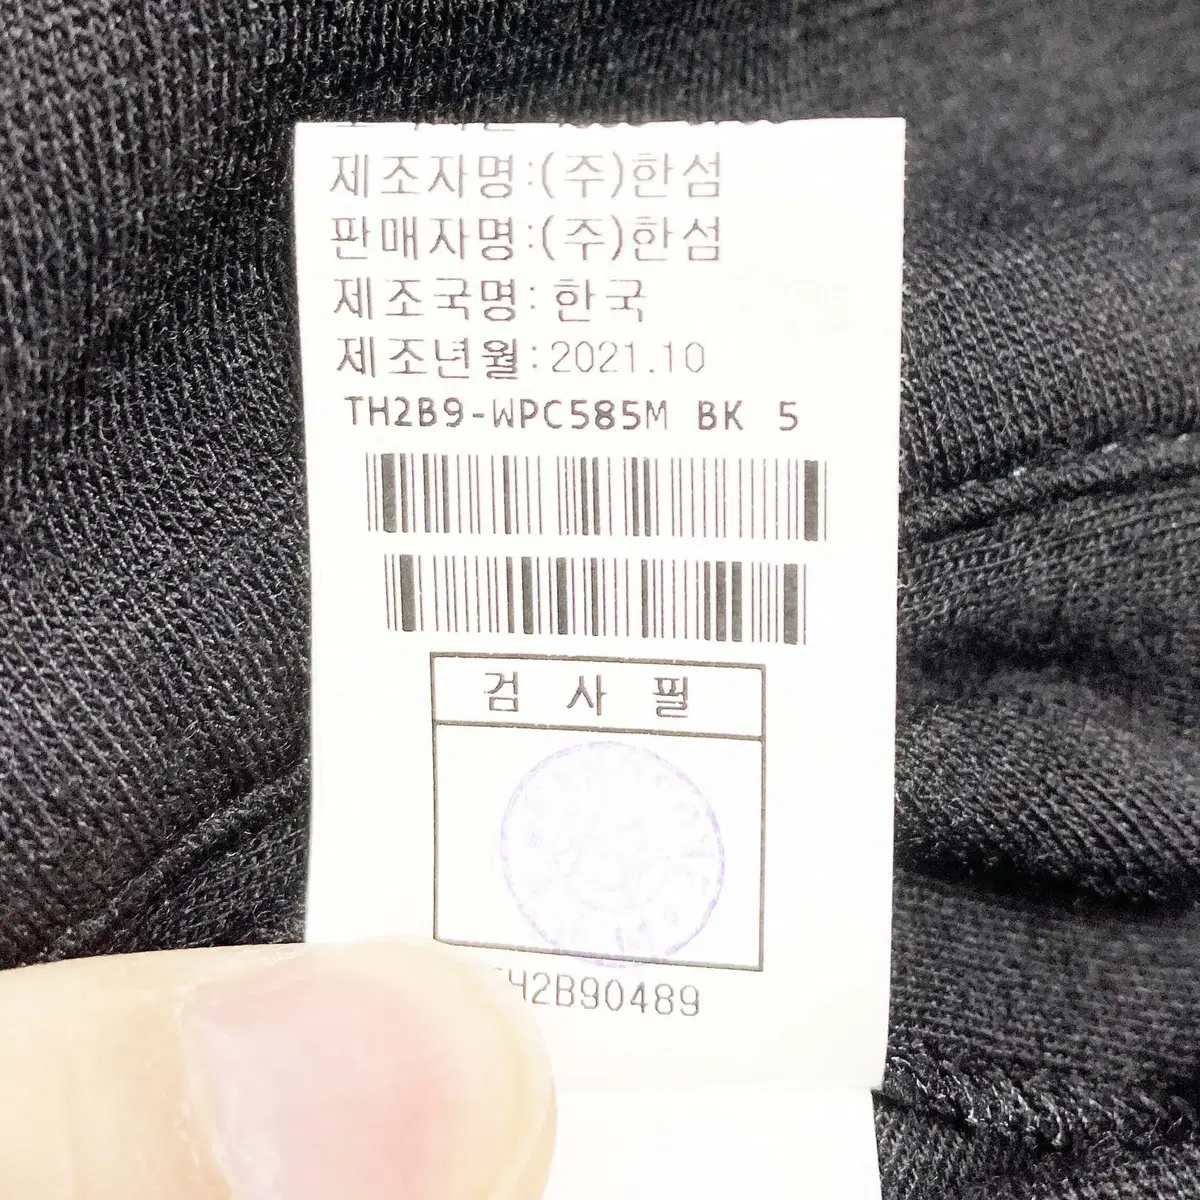 제조자명:(주)한섬
판매자명:(주)한섬
제조국명:한국
제조년월:2021.10
TH2B9-WPC585M BK 5
검 사 필
H2B90489